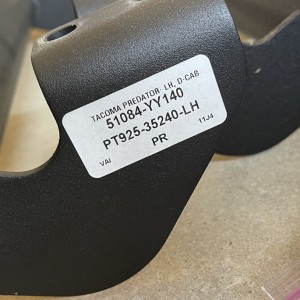 TACOMA PREDATOR- LH, D-CAB
51084-YY140
PT925-35240-LH
PR
VAI 11J4